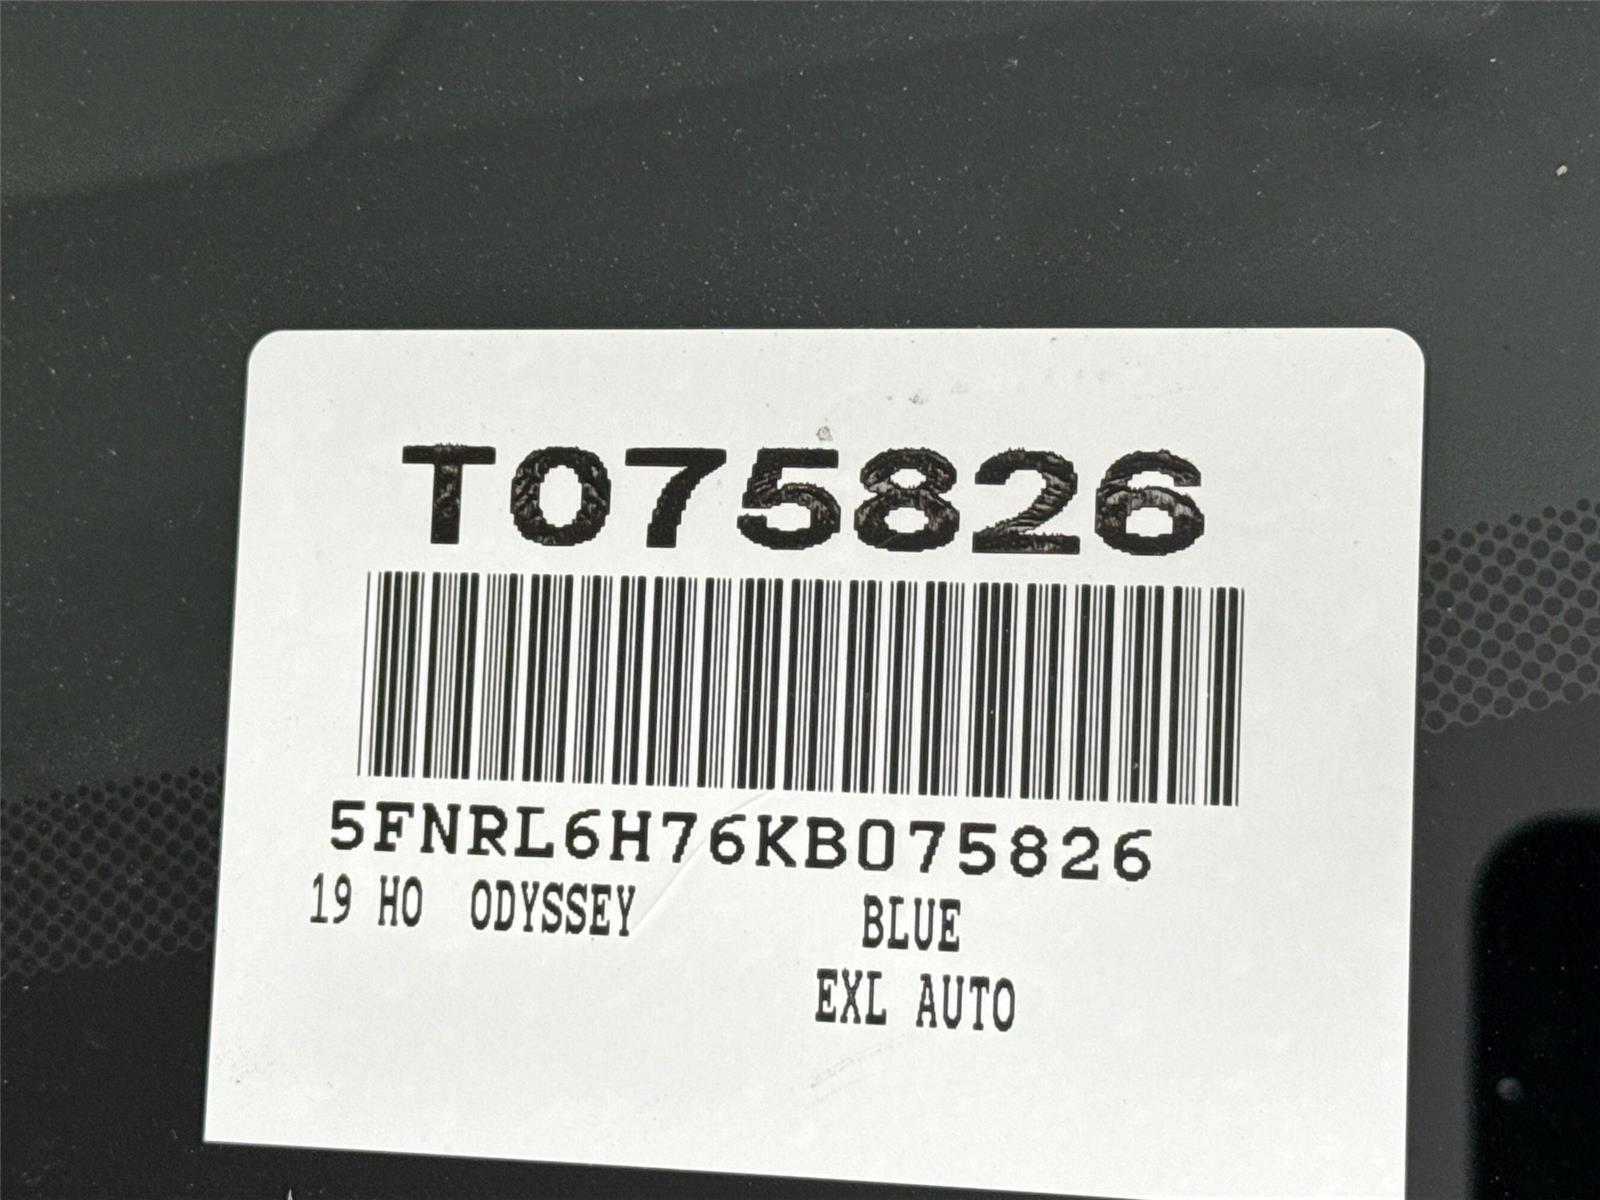 T075826
5FNRL6H76KB075826
19 HO ODYSSEY BLUE
EXL AUTO